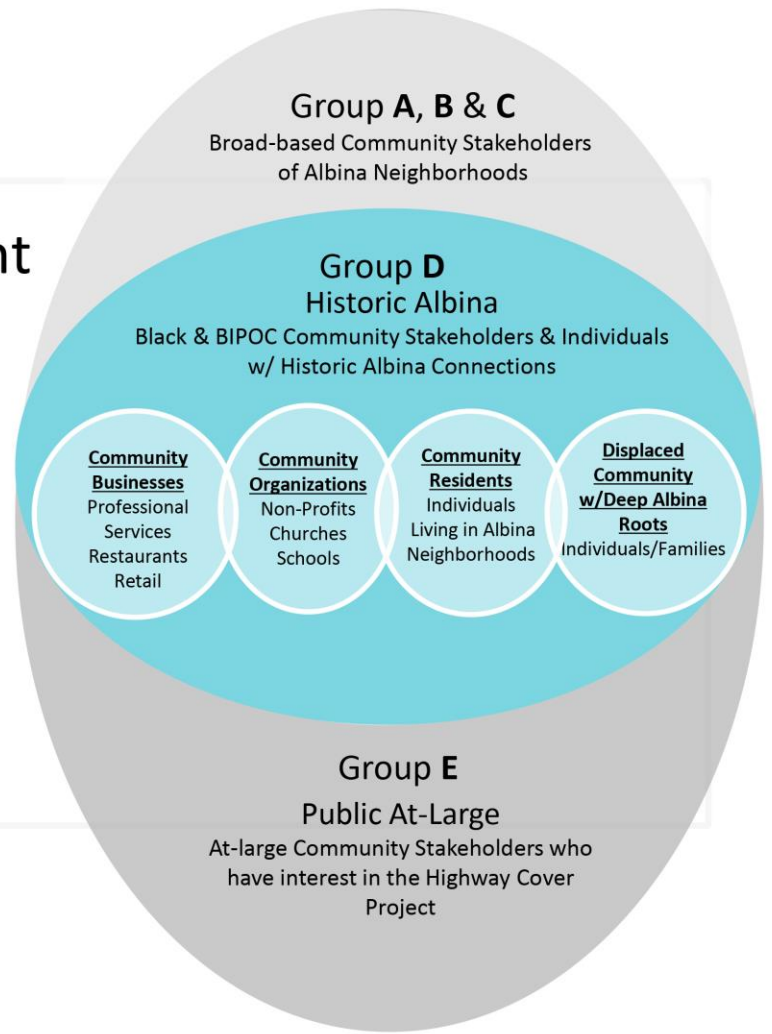 Group A, B & C
Broad-based Community Stakeholders
of Albina Neighborhoods
nt
Group D
Historic Albina
Black & BIPOC Community Stakeholders & Individuals
w/ Historic Albina Connections
Community
Businesses
Professional
Services
Restaurants
Retail
Community
Organizations
Non-Profits
Churches
Schools
Community
Residents
Individuals
Living in Albina
Neighborhoods
Displaced
Community
w/Deep Albina
Roots
Individuals/Families
Group E
Public At-Large
At-large Community Stakeholders who
have interest in the Highway Cover
Project